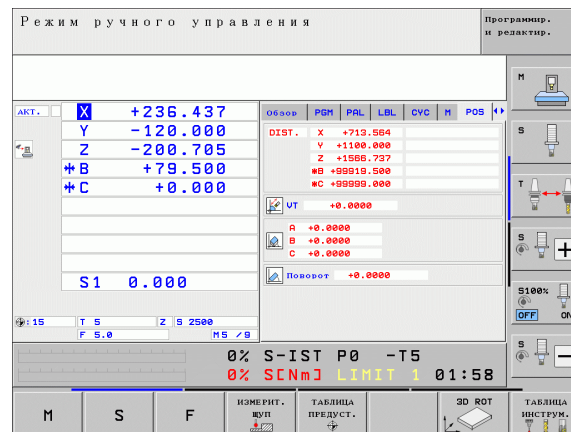 Режим ручного управления
Программир.
и редактир.
АКТ. X +236.437
Y -120.000
Z -200.705
B +79.500
C +0.000
S1 0.000
:15 T 5 Z S 2500
F 5.0 M5 /9
Обзор PGM PAL LBL CYC M POS
DIST. X +713.564
Y +1100.000
Z +1566.737
*B +99919.500
*C +99999.000
VT +0.0000
A +0.0000
B +0.0000
C +0.0000
Поворот +0.0000
0% S-IST P0 -T5
0% S[Nm] LIMIT 1 01:58
M
S
T
S
+
S100%
OFF ON
S
–
M
S
F
ИЗМЕРИТ.
ЩУП
ТАБЛИЦА
ПРЕДУСТ.
3D ROT
ТАБЛИЦА
ИНСТРУМ.